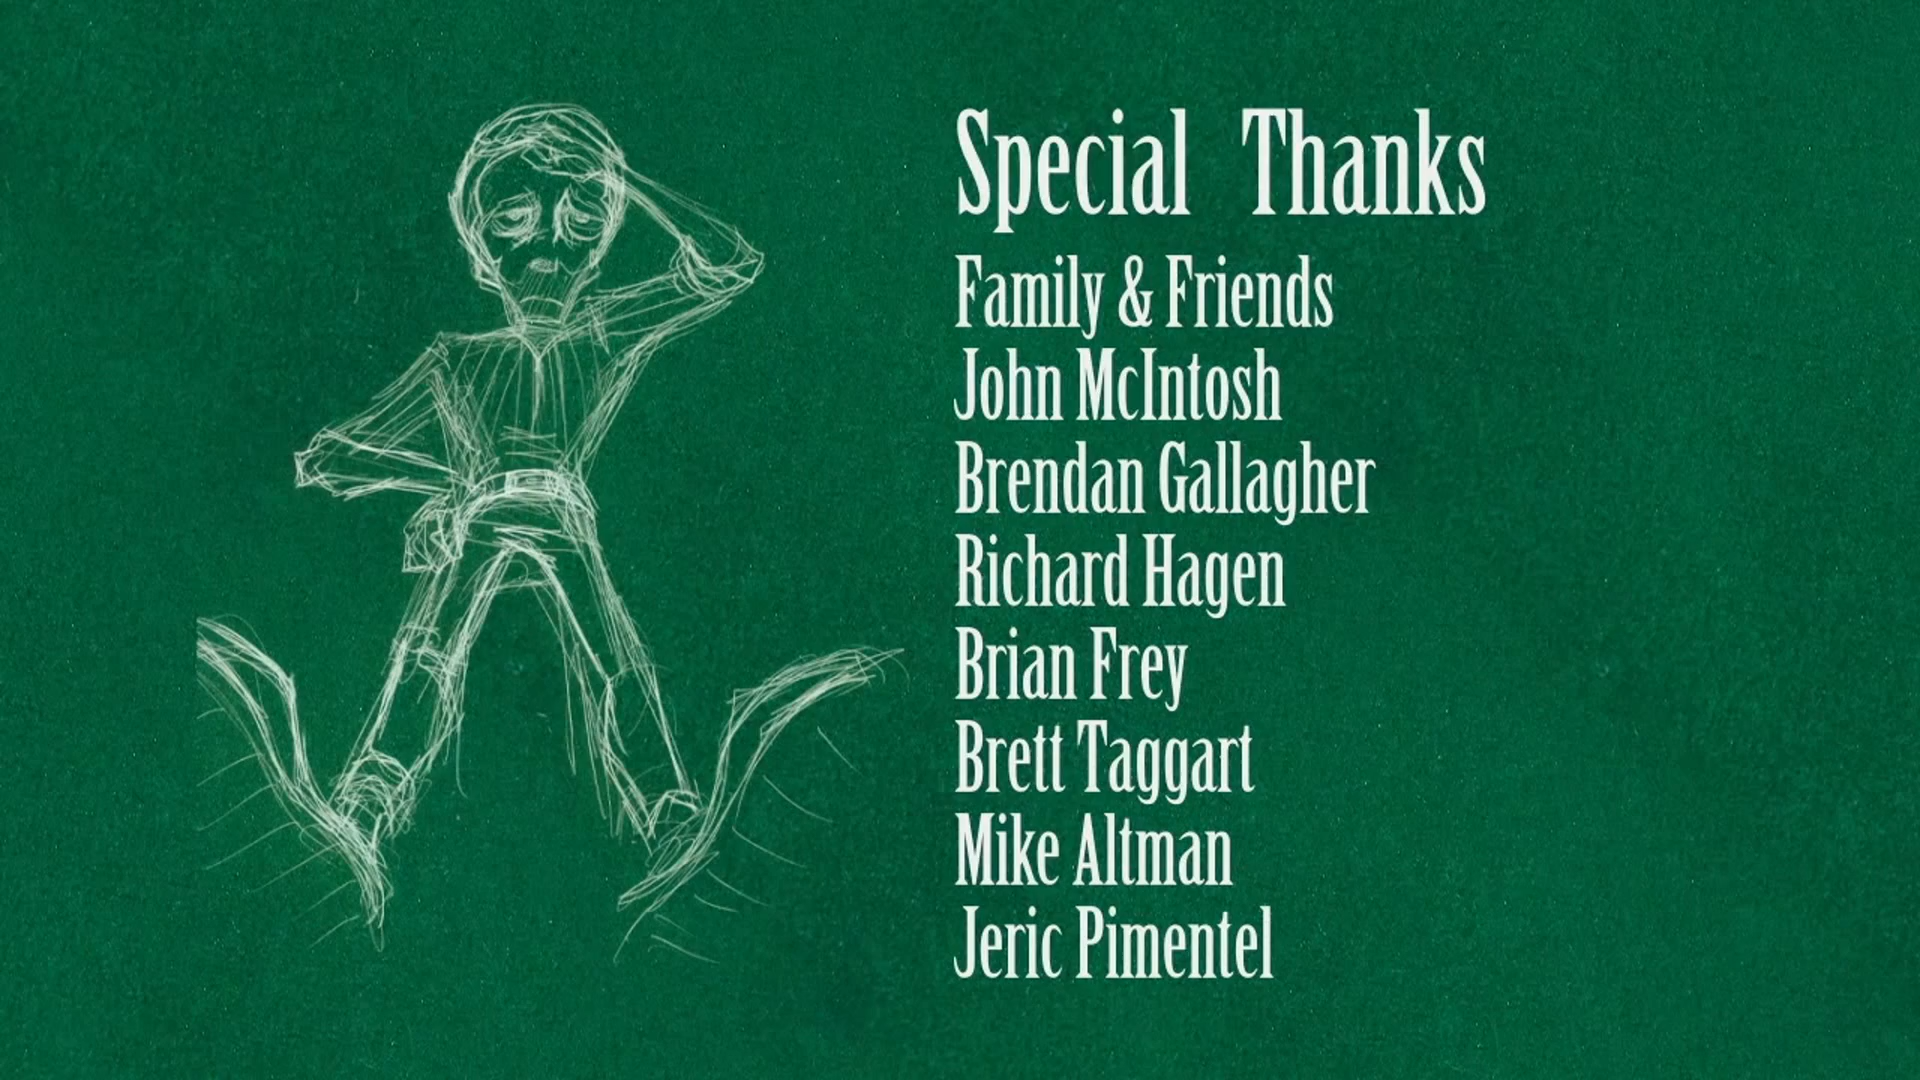 Special Thanks
Family & Friends
John McIntosh
Brendan Gallagher
Richard Hagen
Brian Frey
Brett Taggart
Mike Altman
Jeric Pimentel